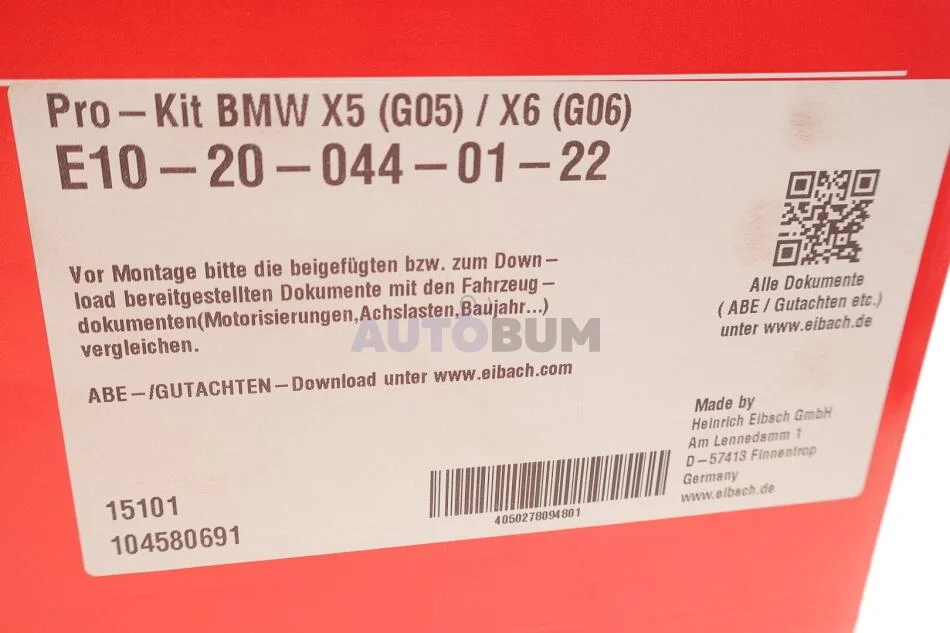 Pro-Kit BMW X5 (G05) / X6 (G06)
E10-20-044-01-22
Vor Montage bitte die beigefügten bzw. zum Down-
load bereitgestellten Dokumente mit den Fahrzeug-
dokumenten(Motorisierungen,Achslasten,Baujahr...)
vergleichen.
ABE-/GUTACHTEN-Download unter www.eibach.com
Alle Dokumente
( ABE / Gutachten etc.)
unter www.eibach.de
AUTOBUM
Made by
Heinrich Eibach GmbH
Am Lennedamm 1
D-57413 Finnentrop
Germany
www.eibach.de
15101
104580691
4050278094801